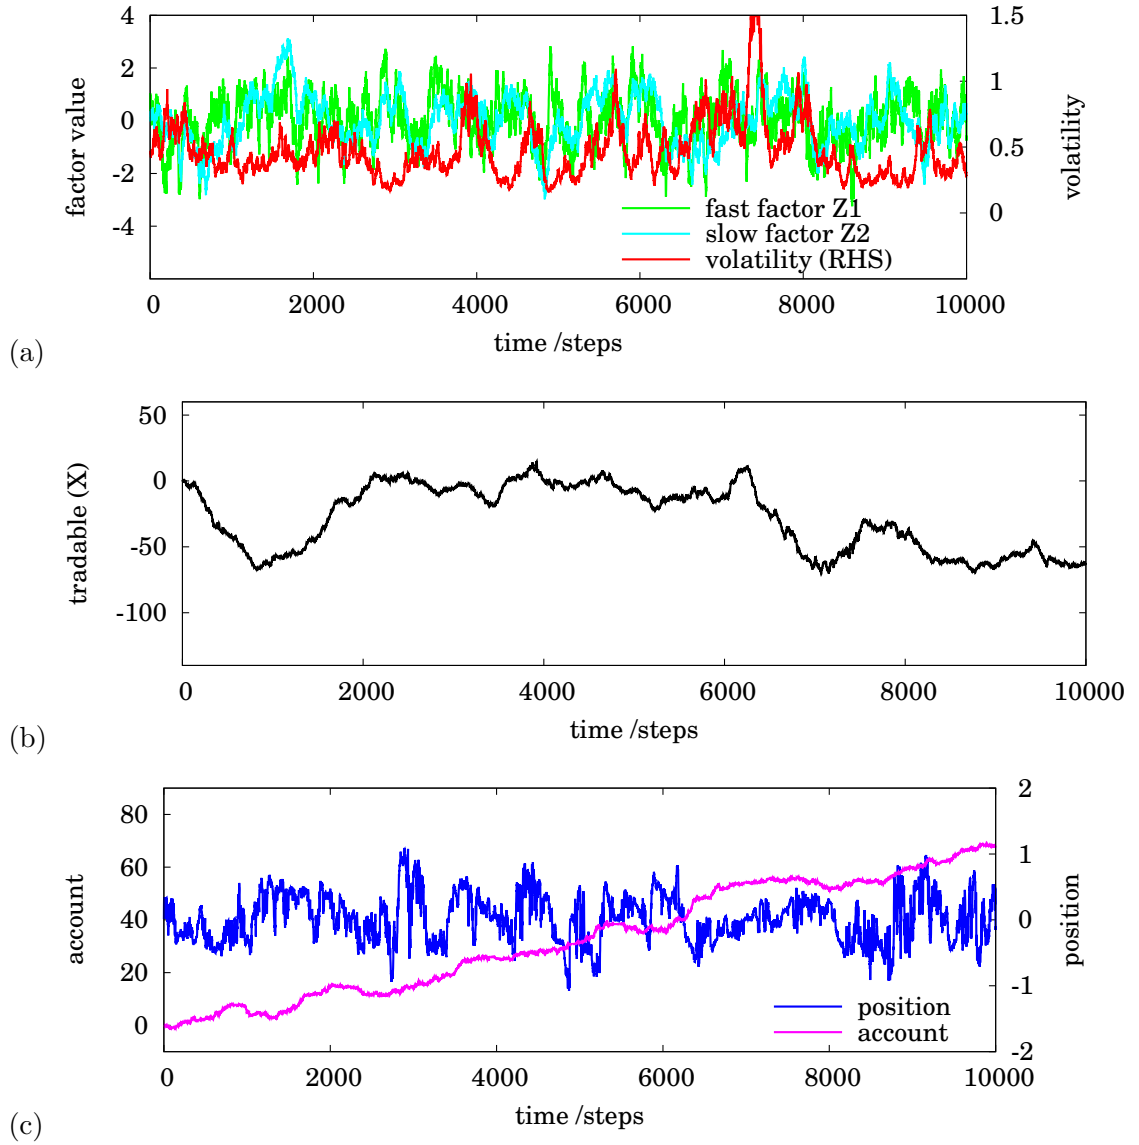 4
2
0
-2
-4
factor value
1.5
1
0.5
0
volatility
fast factor Z1
slow factor Z2
volatility (RHS)
0 2000 4000 6000 8000 10000
time /steps
(a)
50
0
-50
-100
tradable (X)
0 2000 4000 6000 8000 10000
time /steps
(b)
80
60
40
20
0
account
2
1
0
-1
-2
position
position
account
0 2000 4000 6000 8000 10000
time /steps
(c)